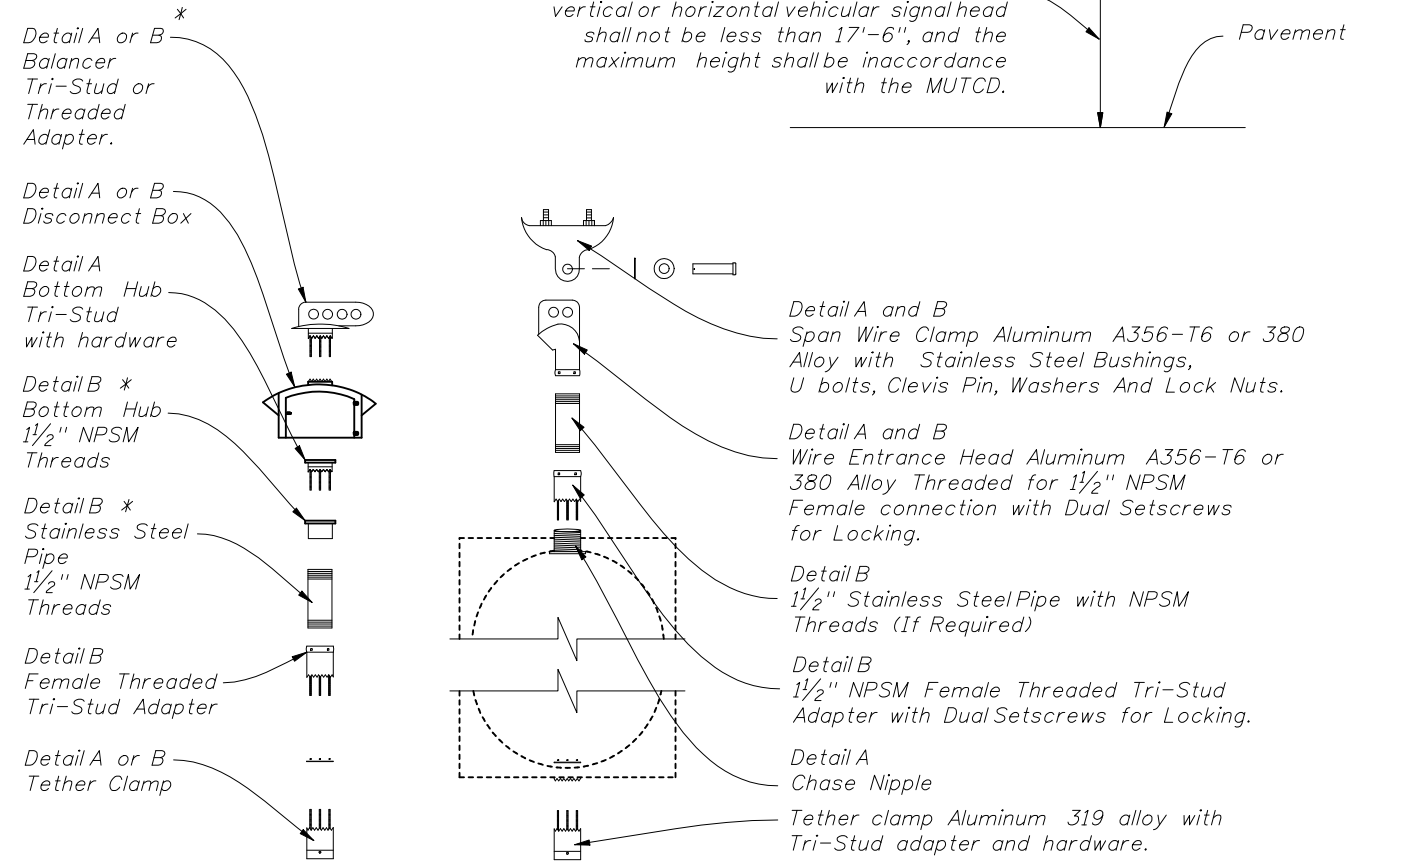 *
Detail A or B
Balancer
Tri-Stud or
Threaded
Adapter.
Detail A or B
Disconnect Box
Detail A
Bottom Hub
Tri-Stud
with hardware
Detail B *
Bottom Hub
1½" NPSM
Threads
Detail B *
Stainless Steel
Pipe
1½" NPSM
Threads
Detail B
Female Threaded
Tri-Stud Adapter
Detail A or B
Tether Clamp
vertical or horizontal vehicular signal head
shall not be less than 17'-6", and the
maximum height shall be inaccordance
with the MUTCD.
Pavement
Detail A and B
Span Wire Clamp Aluminum A356-T6 or 380
Alloy with Stainless Steel Bushings,
U bolts, Clevis Pin, Washers And Lock Nuts.
Detail A and B
Wire Entrance Head Aluminum A356-T6 or
380 Alloy Threaded for 1½" NPSM
Female connection with Dual Setscrews
for Locking.
Detail B
1½" Stainless Steel Pipe with NPSM
Threads (If Required)
Detail B
1½" NPSM Female Threaded Tri-Stud
Adapter with Dual Setscrews for Locking.
Detail A
Chase Nipple
Tether clamp Aluminum 319 alloy with
Tri-Stud adapter and hardware.